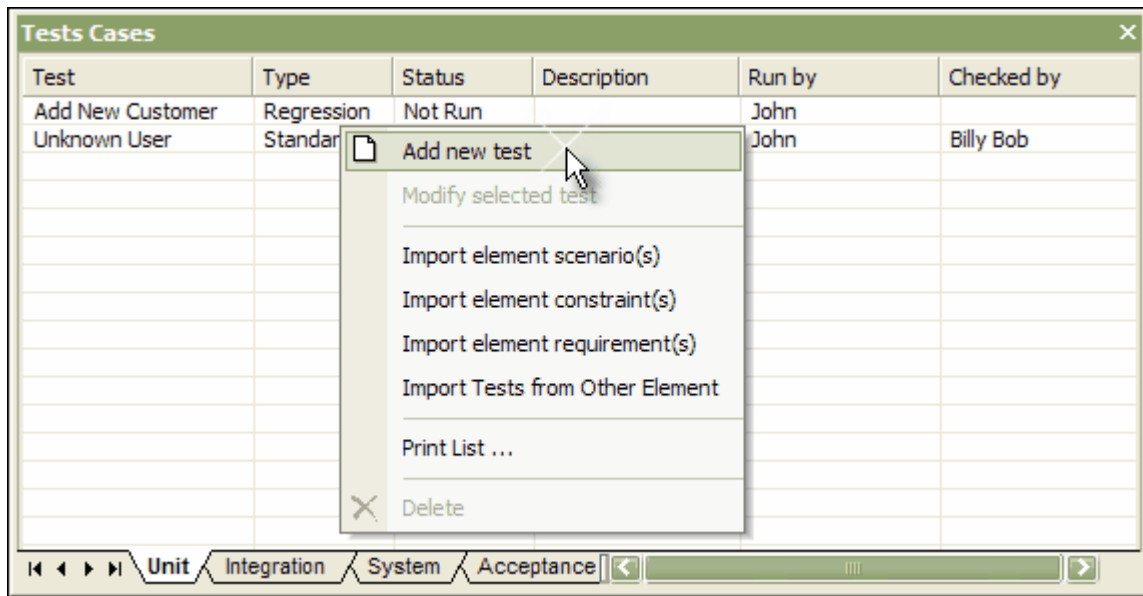 Tests Cases
Test Type Status Description Run by Checked by
Add New Customer Regression Not Run John
Unknown User Standar John Billy Bob
Add new test
Modify selected test
Import element scenario(s)
Import element constraint(s)
Import element requirement(s)
Import Tests from Other Element
Print List ...
Delete
Unit Integration System Acceptance